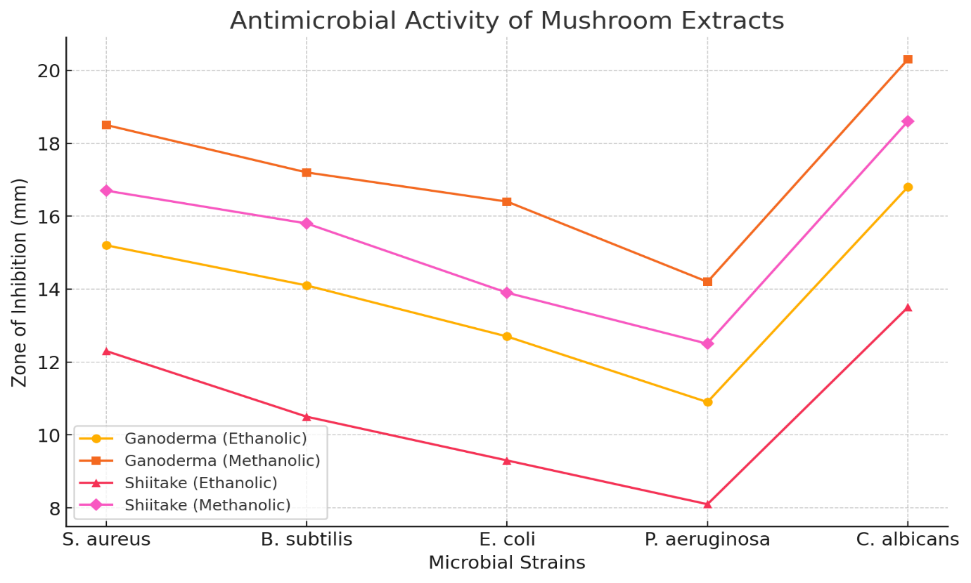 Antimicrobial Activity of Mushroom Extracts
Zone of Inhibition (mm)
20
18
16
14
12
10
8
Ganoderma (Ethanolic)
Ganoderma (Methanolic)
Shiitake (Ethanolic)
Shiitake (Methanolic)
S. aureus B. subtilis E. coli P. aeruginosa C. albicans
Microbial Strains